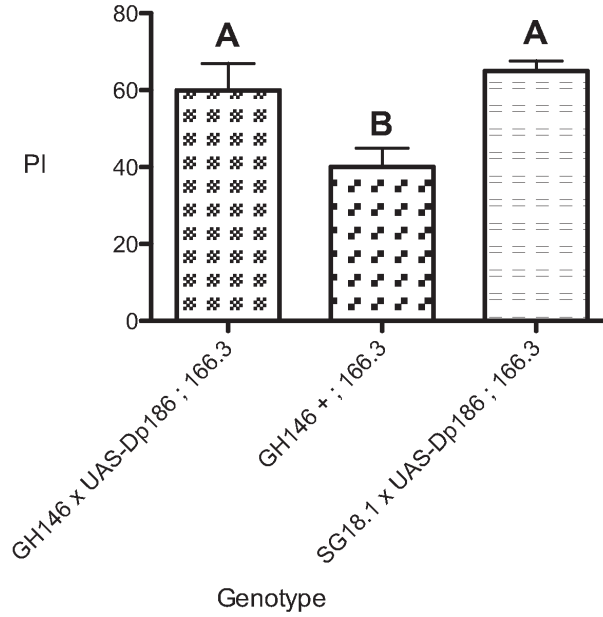 80
60
40
20
0
PI
A
B
A
GH146 x UAS-Dp186 ; 166.3
GH146 + ; 166.3
SG18.1 x UAS-Dp186 ; 166.3
Genotype